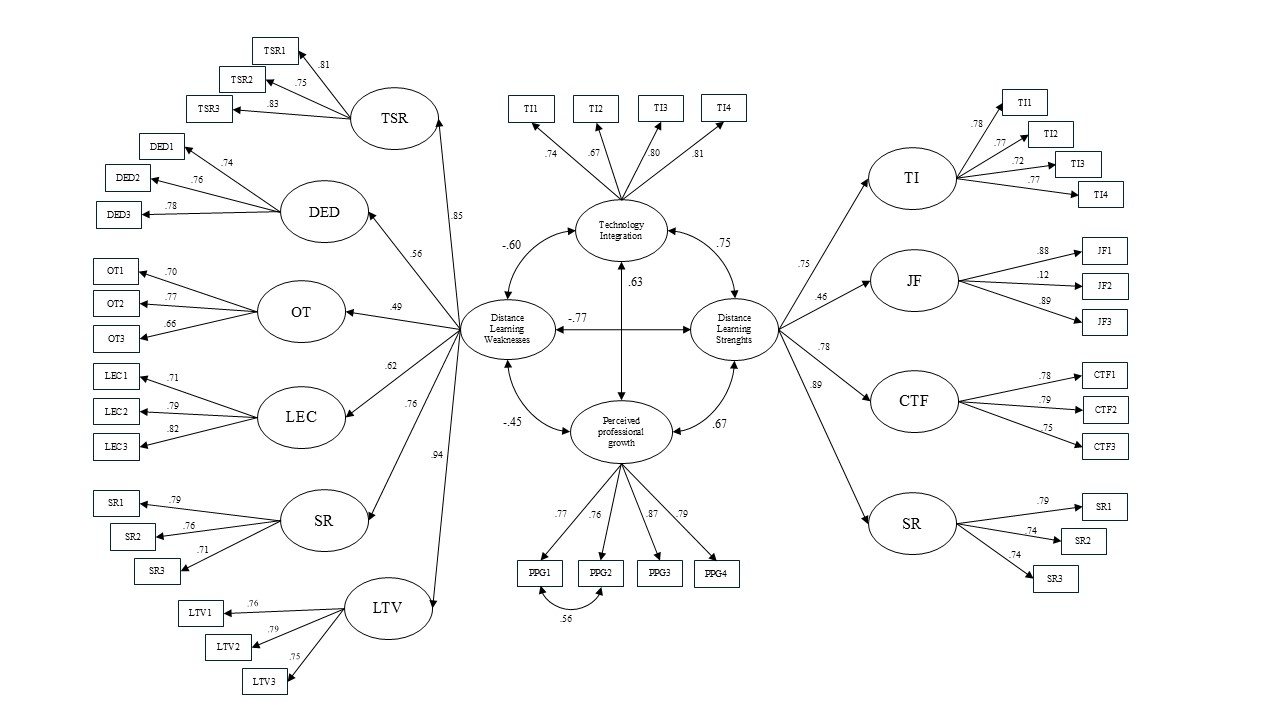 TSR1
.81
TSR2
.75
TSR3
.83
TSR
DED1
.74
DED2
.76
DED3
.78
DED
OT1
.70
OT2
.77
OT3
.66
OT
LEC1
.71
LEC2
.79
LEC3
.82
LEC
SR1
.79
SR2
.76
SR3
.71
SR
LTV1
.76
LTV2
.79
LTV3
.75
LTV
.85
.56
.49
.62
.76
.94
TI1
TI2
TI3
TI4
.74
.67
.80
.81
Technology
Integration
-.60
.75
.63
Distance
Learning
Weaknesses
-.77
Distance
Learning
Strenghts
-.45
.67
Perceived
professional
growth
.77
.76
.87
.79
PPG1
PPG2
PPG3
PPG4
.56
.75
.46
.78
.89
TI
.78
TI1
.77
TI2
.72
TI3
.77
TI4
JF
.88
JF1
.12
JF2
.89
JF3
CTF
.78
CTF1
.79
CTF2
.75
CTF3
SR
.79
SR1
.74
SR2
.74
SR3